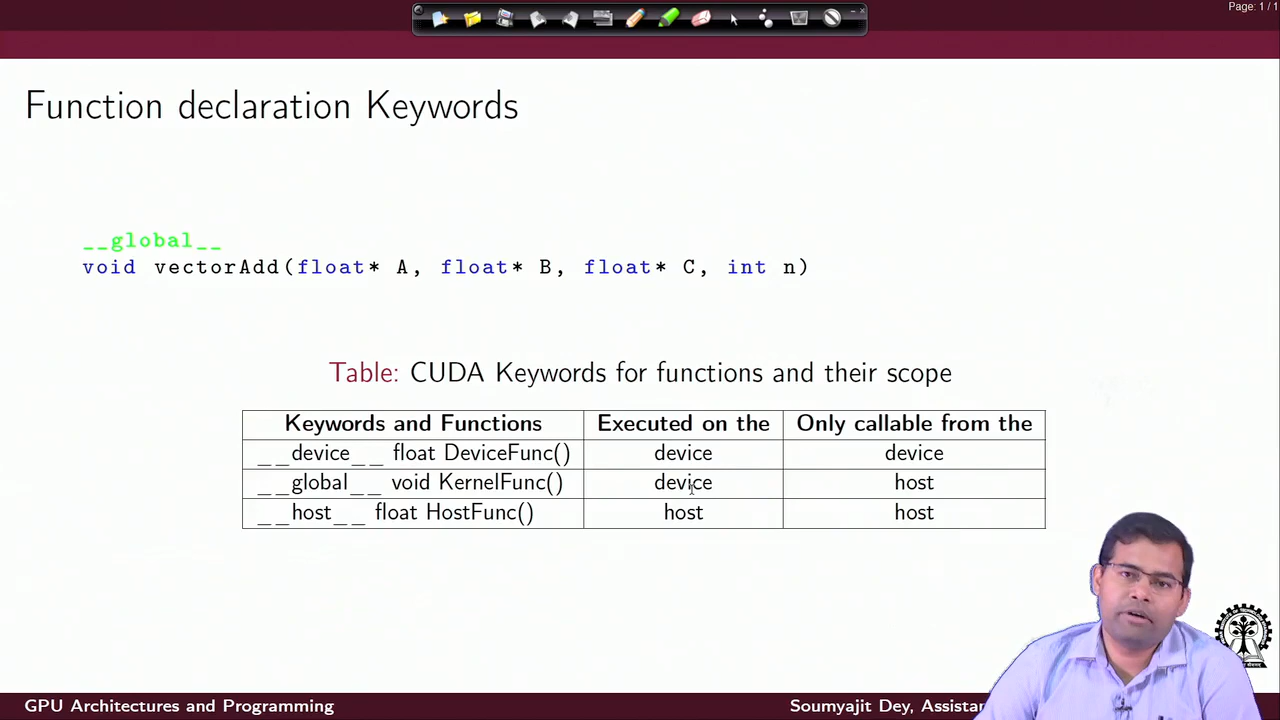 Page: 1 / 1
Function declaration Keywords
__global__
void vectorAdd(float* A, float* B, float* C, int n)
Table: CUDA Keywords for functions and their scope
Keywords and Functions Executed on the Only callable from the
__device__ float DeviceFunc() device device
__global__ void KernelFunc() device host
__host__ float HostFunc() host host
GPU Architectures and Programming Soumyajit Dey, Assista